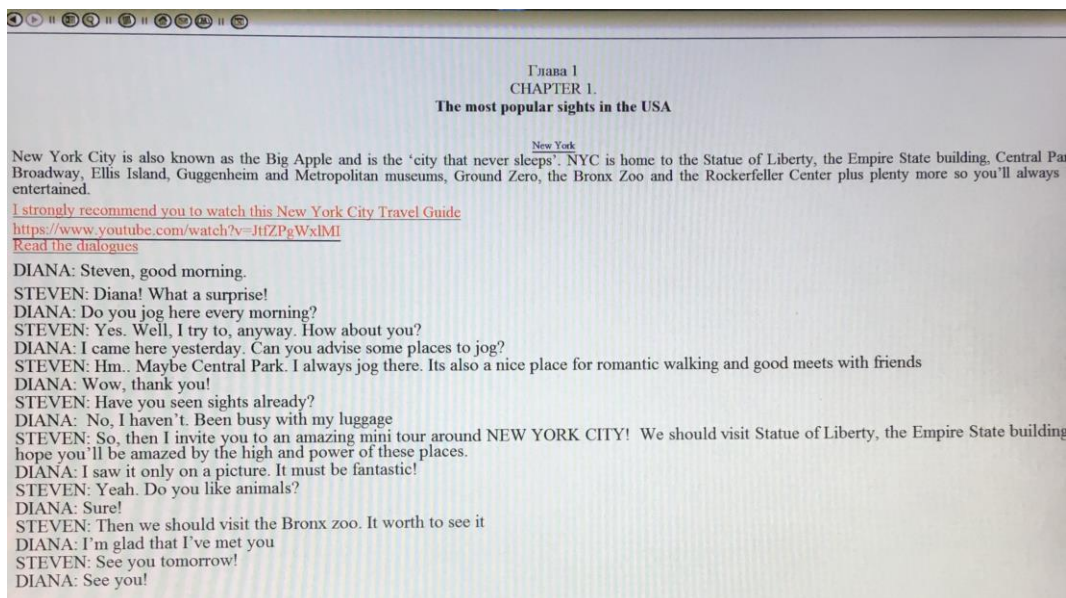 Глава 1
CHAPTER 1.
The most popular sights in the USA
New York
New York City is also known as the Big Apple and is the ‘city that never sleeps’. NYC is home to the Statue of Liberty, the Empire State building, Central
Broadway, Ellis Island, Guggenheim and Metropolitan museums, Ground Zero, the Bronx Zoo and the Rockerfeller Center plus plenty more so you’ll always
entertained.
I strongly recommend you to watch this New York City Travel Guide
https://www.youtube.com/watch?v=JtfZPgWxlMI
Read the dialogues
DIANA: Steven, good morning.
STEVEN: Diana! What a surprise!
DIANA: Do you jog here every morning?
STEVEN: Yes. Well, I try to, anyway. How about you?
DIANA: I came here yesterday. Can you advise some places to jog?
STEVEN: Hm.. Maybe Central Park. I always jog there. Its also a nice place for romantic walking and good meets with friends
DIANA: Wow, thank you!
STEVEN: Have you seen sights already?
DIANA: No, I haven’t. Been busy with my luggage
STEVEN: So, then I invite you to an amazing mini tour around NEW YORK CITY! We should visit Statue of Liberty, the Empire State building
hope you’ll be amazed by the high and power of these places.
DIANA: I saw it only on a picture. It must be fantastic!
STEVEN: Yeah. Do you like animals?
DIANA: Sure!
STEVEN: Then we should visit the Bronx zoo. It worth to see it
DIANA: I’m glad that I’ve met you
STEVEN: See you tomorrow!
DIANA: See you!